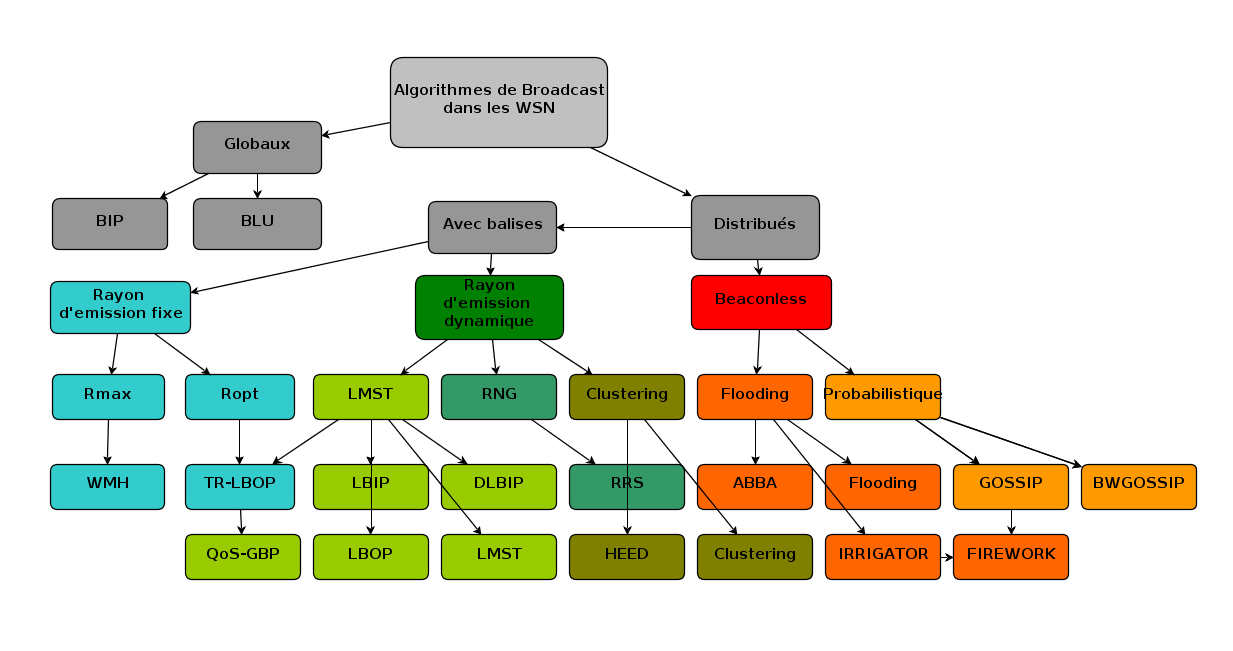 Algorithmes de Broadcast
dans les WSN
Globaux
BIP
BLU
Avec balises
Distribués
Rayon
d'emission fixe
Rayon
d'emission
dynamique
Beaconless
Rmax
Ropt
LMST
RNG
Clustering
Flooding
Probabilistique
WMH
TR-LBOP
LBIP
DLBIP
RRS
ABBA
Flooding
GOSSIP
BWGOSSIP
QoS-GBP
LBOP
LMST
HEED
Clustering
IRRIGATOR
FIREWORK